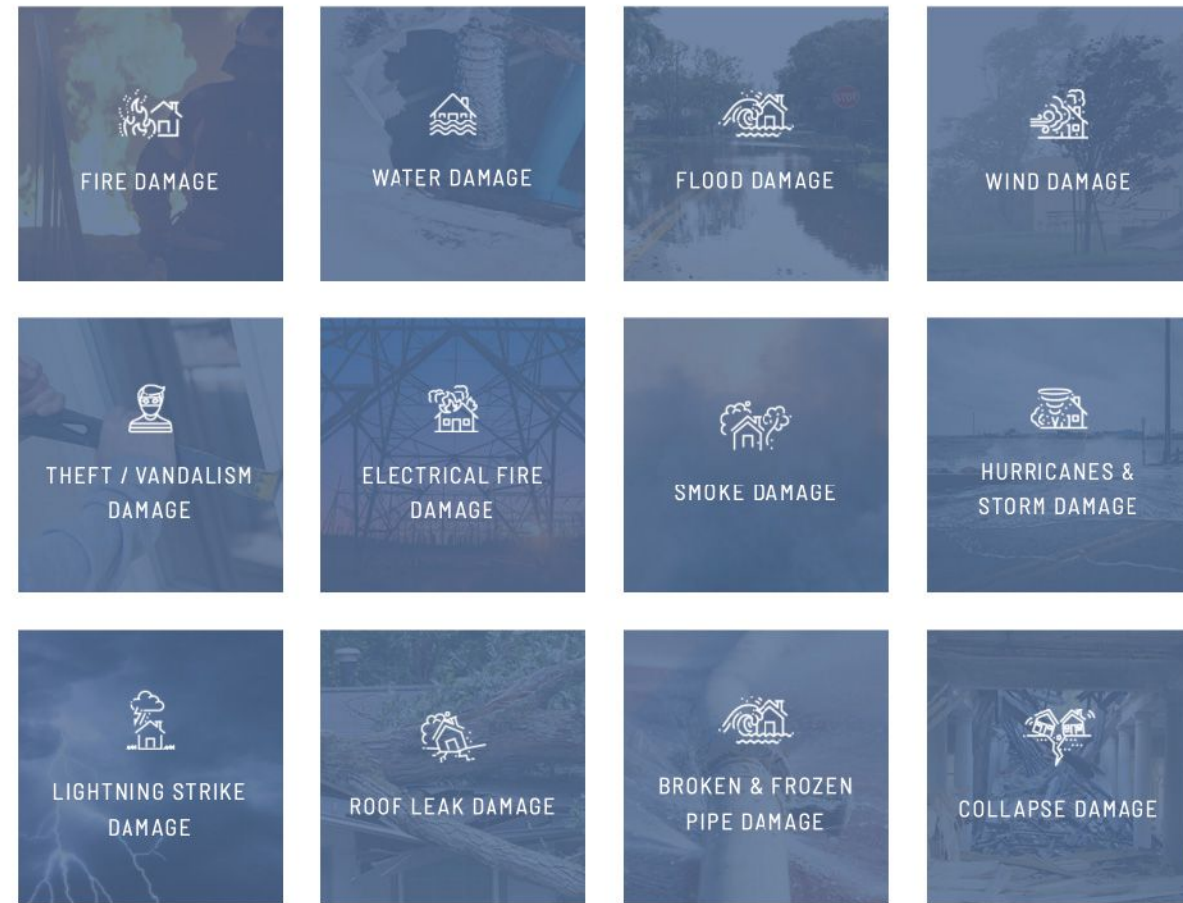 FIRE DAMAGE
WATER DAMAGE
FLOOD DAMAGE
STOP
WIND DAMAGE
THEFT / VANDALISM
DAMAGE
ELECTRICAL FIRE
DAMAGE
SMOKE DAMAGE
HURRICANES &
STORM DAMAGE
LIGHTNING STRIKE
DAMAGE
ROOF LEAK DAMAGE
BROKEN & FROZEN
PIPE DAMAGE
COLLAPSE DAMAGE